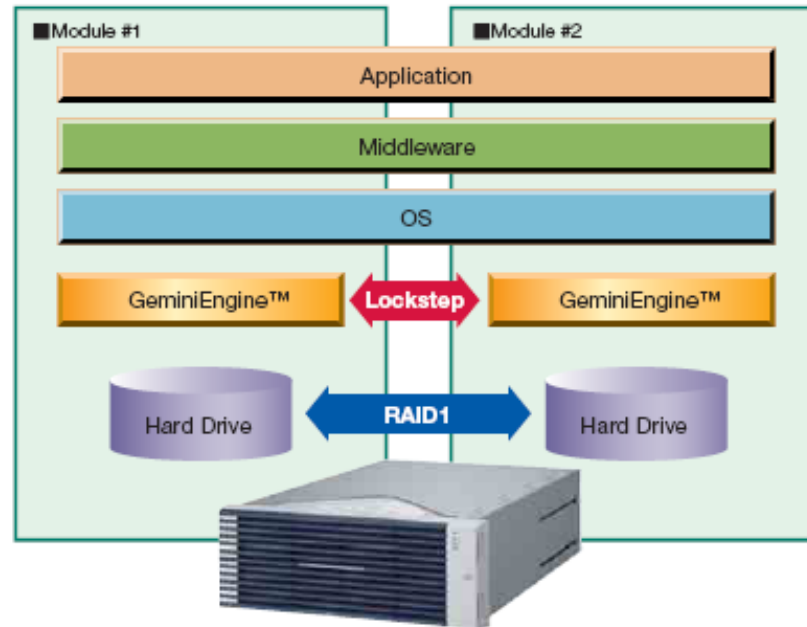 ■Module #1
■Module #2
Application
Middleware
OS
GeminiEngine™
Lockstep
GeminiEngine™
Hard Drive
RAID1
Hard Drive